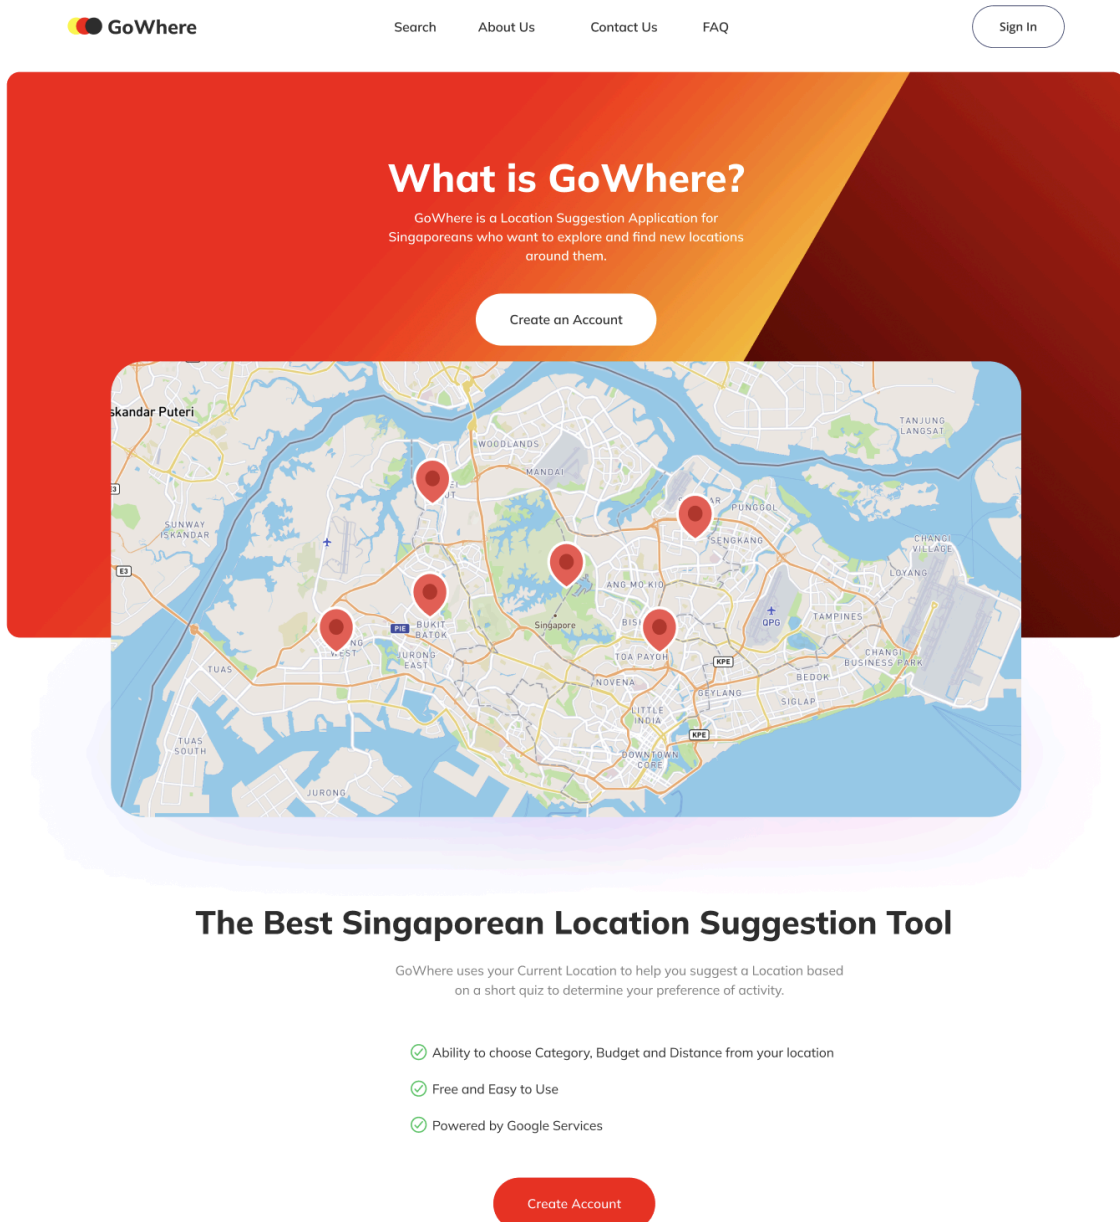 GoWhere
Search
About Us
Contact Us
FAQ
Sign In
What is GoWhere?
GoWhere is a Location Suggestion Application for
Singaporeans who want to explore and find new locations
around them.
Create an Account
skandar Puteri
TANJUNG
LANGSAT
WOODLANDS
MANDAI
PUNGGOL
SENGKANG
SUNWAY
ISKANDAR
CHANGI
VILLAGE
E3
LOYANG
ANG MO KIO
QPG
TAMPINES
PIE
BUKIT
BATOK
Singapore
BIS
WEST
JURONG
EAST
TOA PAYOH
KPE
CHANGI
BUSINESS PARK
TUAS
NOVENA
GEYLANG
BEDOK
SIGLAP
LITTLE
INDIA
TUAS
SOUTH
KPE
DOWNTOWN
CORE
JURONG
The Best Singaporean Location Suggestion Tool
GoWhere uses your Current Location to help you suggest a Location based
on a short quiz to determine your preference of activity.
Ability to choose Category, Budget and Distance from your location
Free and Easy to Use
Powered by Google Services
Create Account